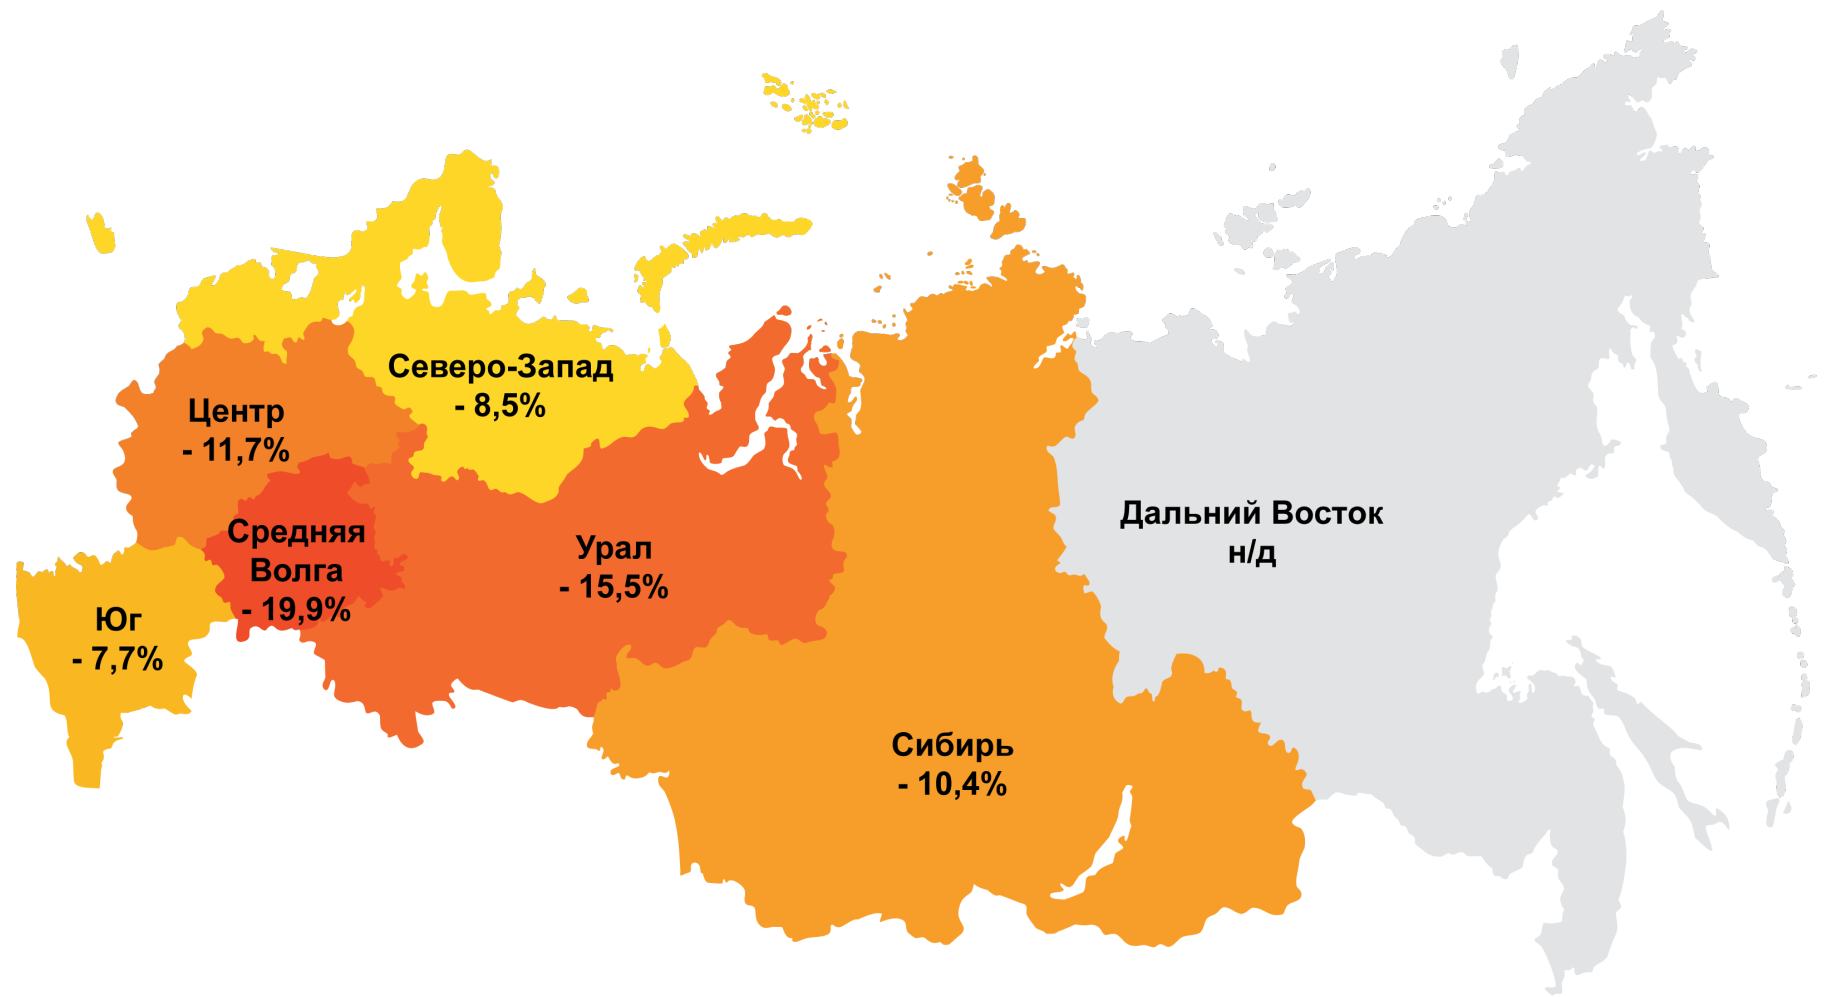 Северо-Запад
- 8,5%
Центр
- 11,7%
Средняя
Волга
- 19,9%
Урал
- 15,5%
Дальний Восток
н/д
Юг
- 7,7%
Сибирь
- 10,4%